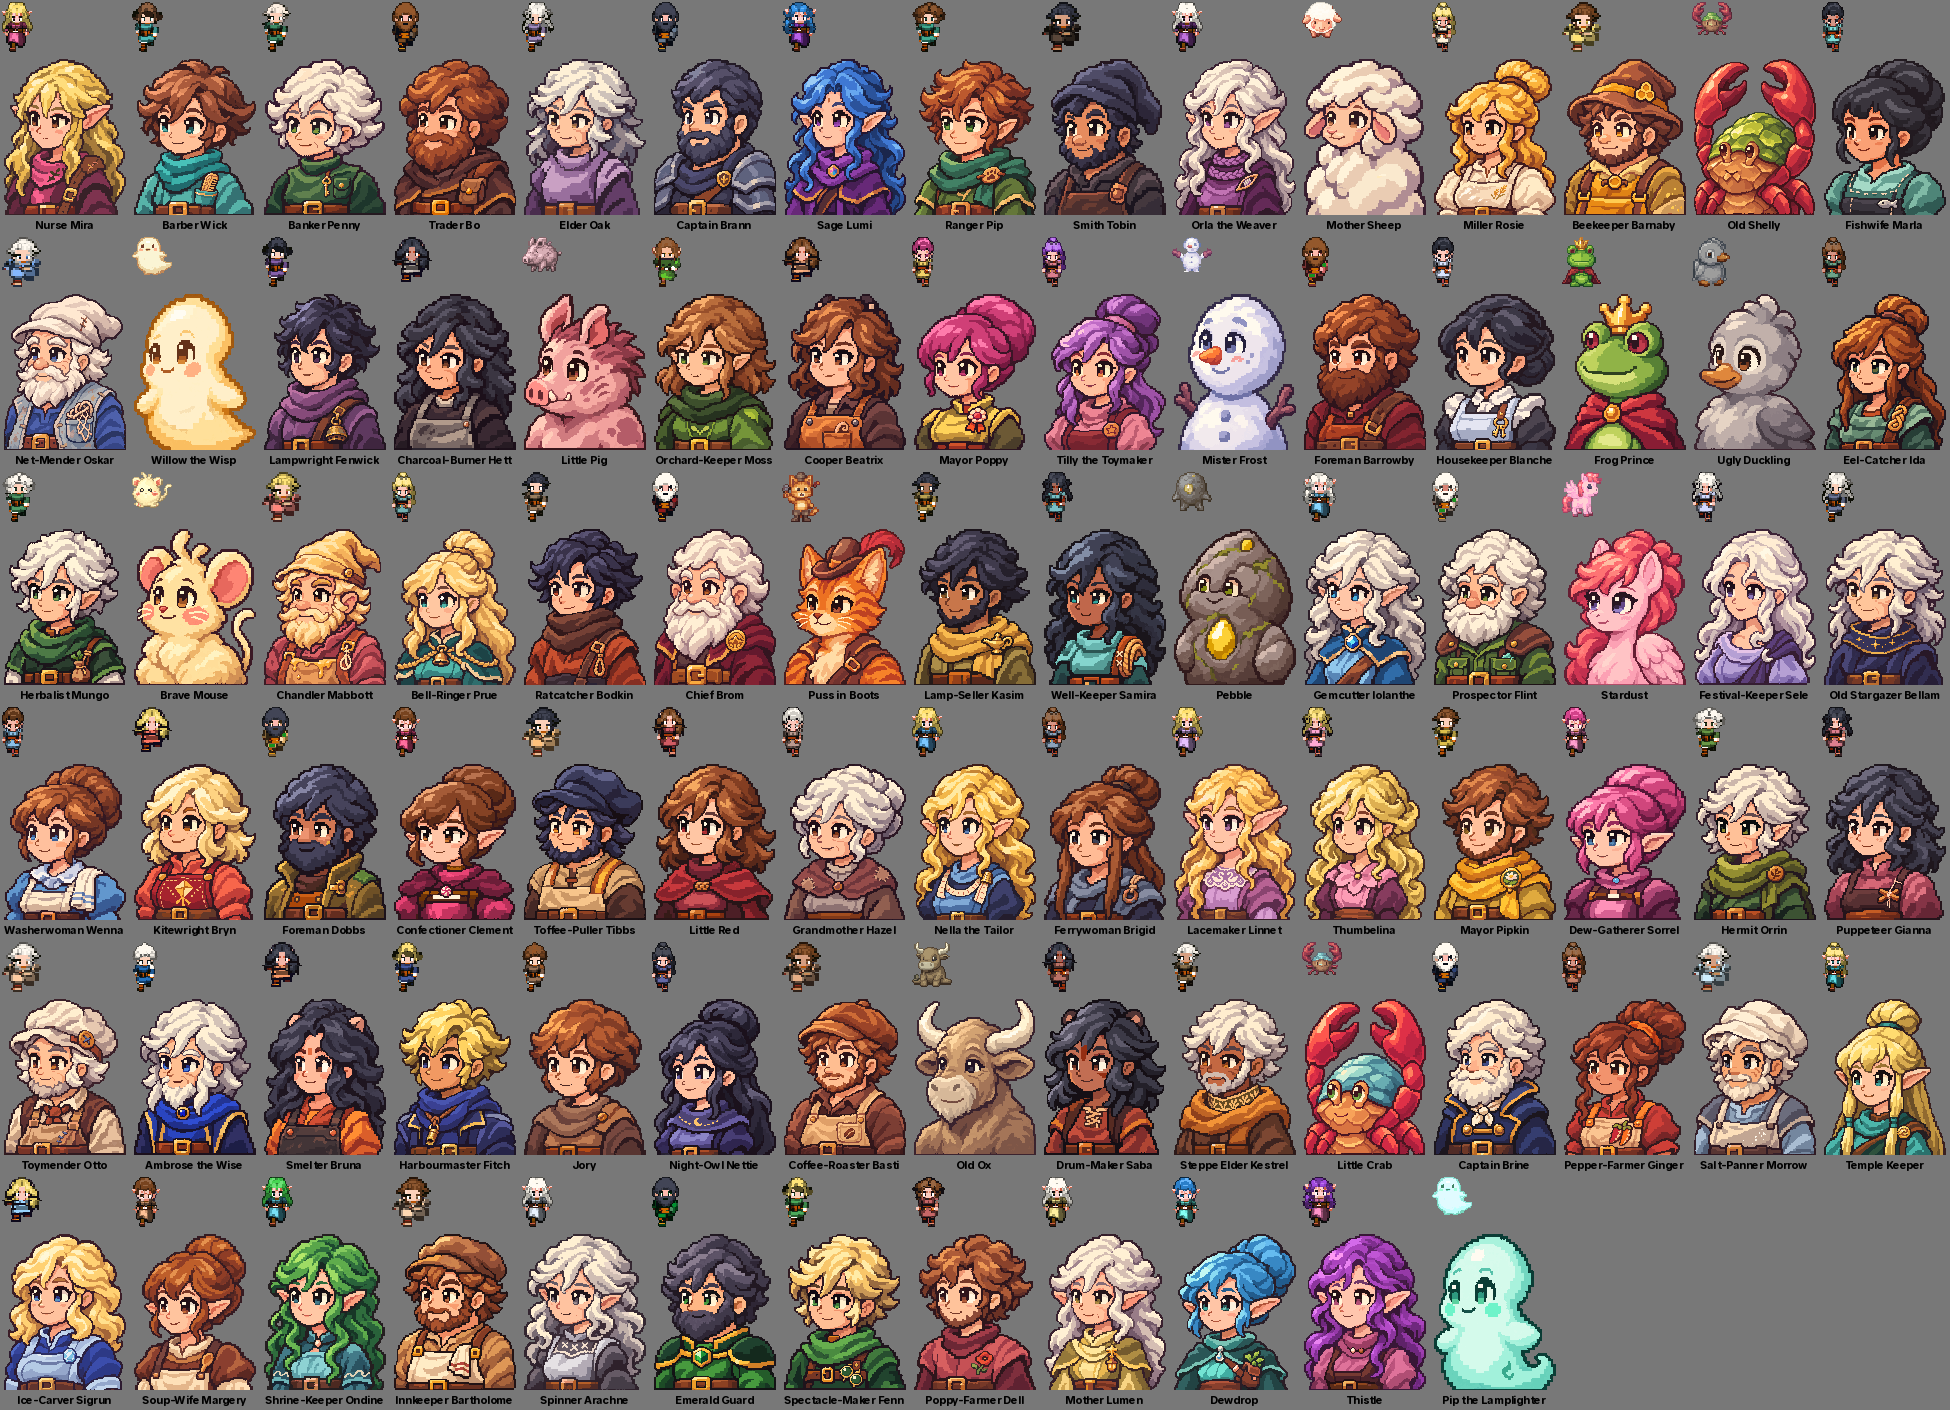 Nurse Mira
Barber Wick
Banker Penny
Trader Bo
Elder Oak
Captain Brann
Sage Lumi
Ranger Pip
Smith Tobin
Orla the Weaver
Mother Sheep
Miller Rosie
Beekeeper Barnaby
Old Shelly
Fishwife Marla
Net-Mender Oskar
Willow the Wisp
Lampwright Fenwick
Charcoal-Burner Hett
Little Pig
Orchard-Keeper Moss
Cooper Beatrix
Mayor Poppy
Tilly the Toymaker
Mister Frost
Foreman Barrowby
Housekeeper Blanche
Frog Prince
Ugly Duckling
Eel-Catcher Ida
Herbalist Mungo
Brave Mouse
Chandler Mabbott
Bell-Ringer Prue
Ratcatcher Bodkin
Chief Brom
Puss in Boots
Lamp-Seller Kasim
Well-Keeper Samira
Pebble
Gemcutter Iolanthe
Prospector Flint
Stardust
Festival-Keeper Sele
Old Stargazer Bellam
Washerwoman Wenna
Kitewright Bryn
Foreman Dobbs
Confectioner Clement
Toffee-Puller Tibbs
Little Red
Grandmother Hazel
Nella the Tailor
Ferrywoman Brigid
Lacemaker Linnet
Thumbelina
Mayor Pipkin
Dew-Gatherer Sorrel
Hermit Orrin
Puppeteer Gianna
Toymender Otto
Ambrose the Wise
Smelter Bruna
Harbourmaster Fitch
Jory
Night-Owl Nettie
Coffee-Roaster Basti
Old Ox
Drum-Maker Saba
Steppe Elder Kestrel
Little Crab
Captain Brine
Pepper-Farmer Ginger
Salt-Panner Morrow
Temple Keeper
Ice-Carver Sigrun
Soup-Wife Margery
Shrine-Keeper Ondine
Innkeeper Bartholome
Spinner Arachne
Emerald Guard
Spectacle-Maker Fenn
Poppy-Farmer Dell
Mother Lumen
Dewdrop
Thistle
Pip the Lamplighter